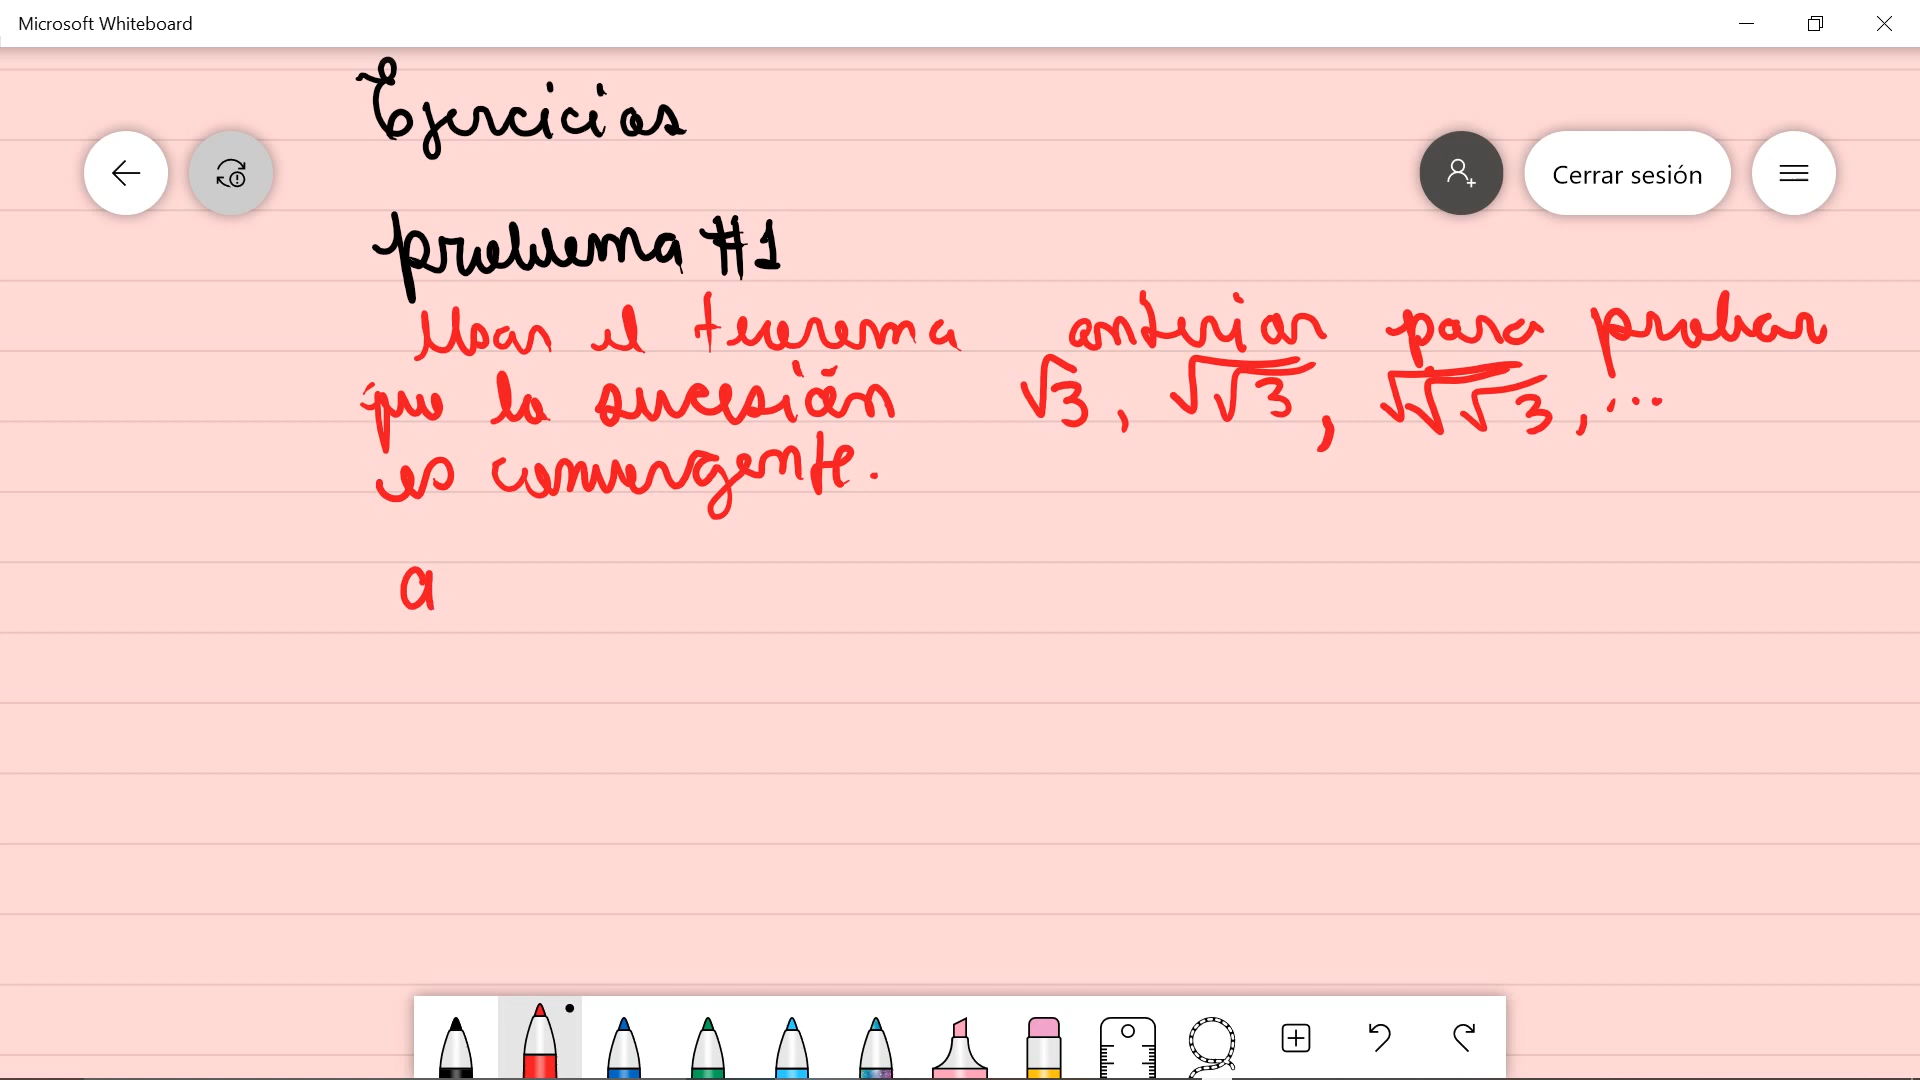 Microsoft Whiteboard
Ejercicios
Cerrar sesión
problema #1
Usar el teorema anterior para probar
que la sucesión √3, √√3, √√√3, ...
es convergente.
a